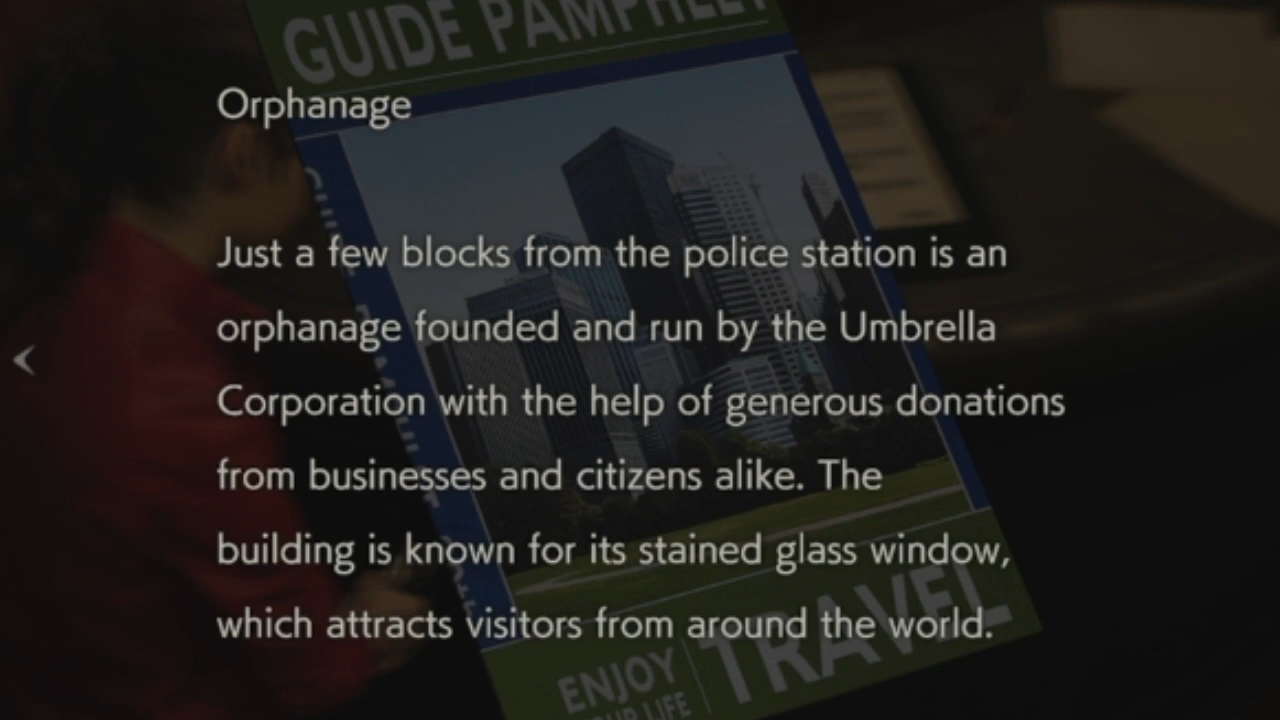 GUIDE PAMPHLET
Orphanage
Just a few blocks from the police station is an
orphanage founded and run by the Umbrella
Corporation with the help of generous donations
from businesses and citizens alike. The
building is known for its stained glass window,
which attracts visitors from around the world.
ENJOY
TRAVEL
LIFE